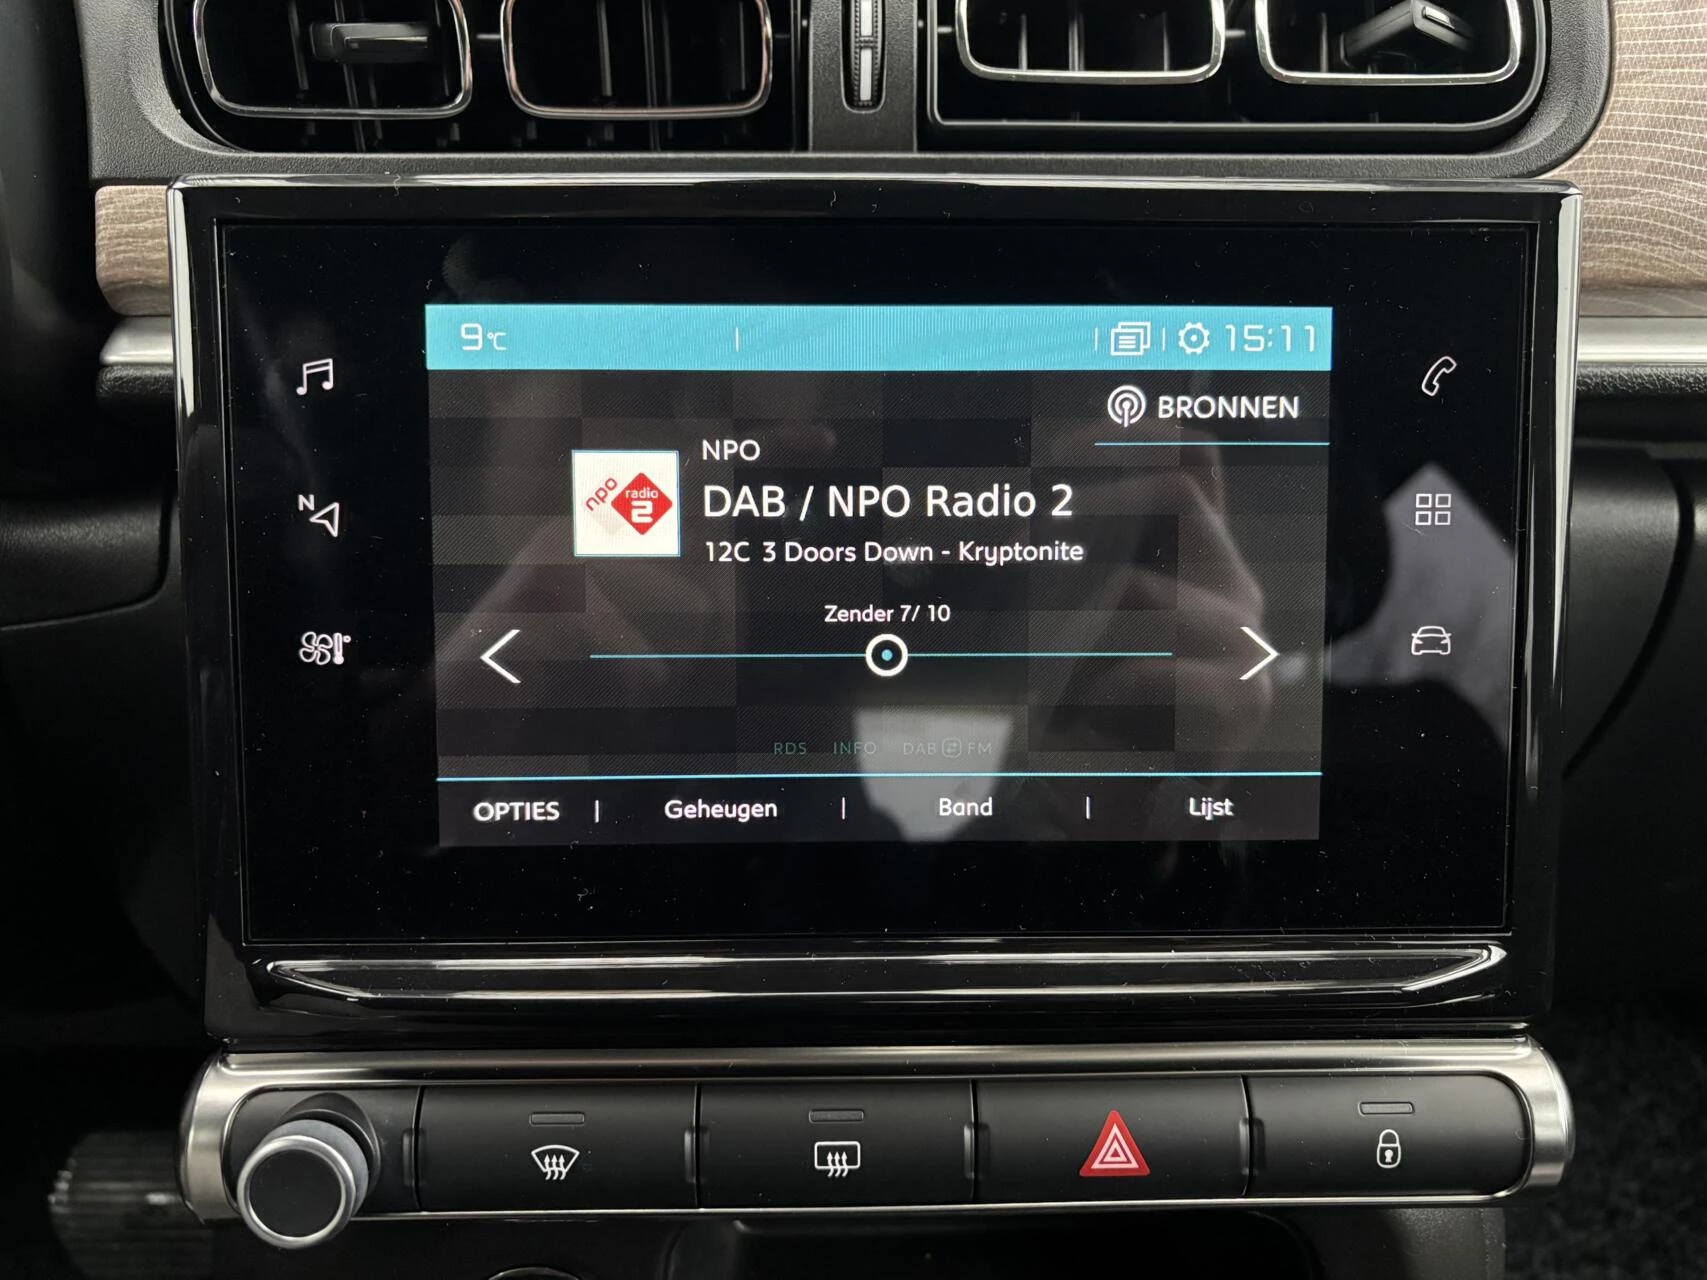 9°C
15:11
BRONNEN
NPO
npo radio 2
DAB / NPO Radio 2
12C 3 Doors Down - Kryptonite
Zender 7/ 10
N
RDS INFO DAB FM
OPTIES | Geheugen | Band | Lijst